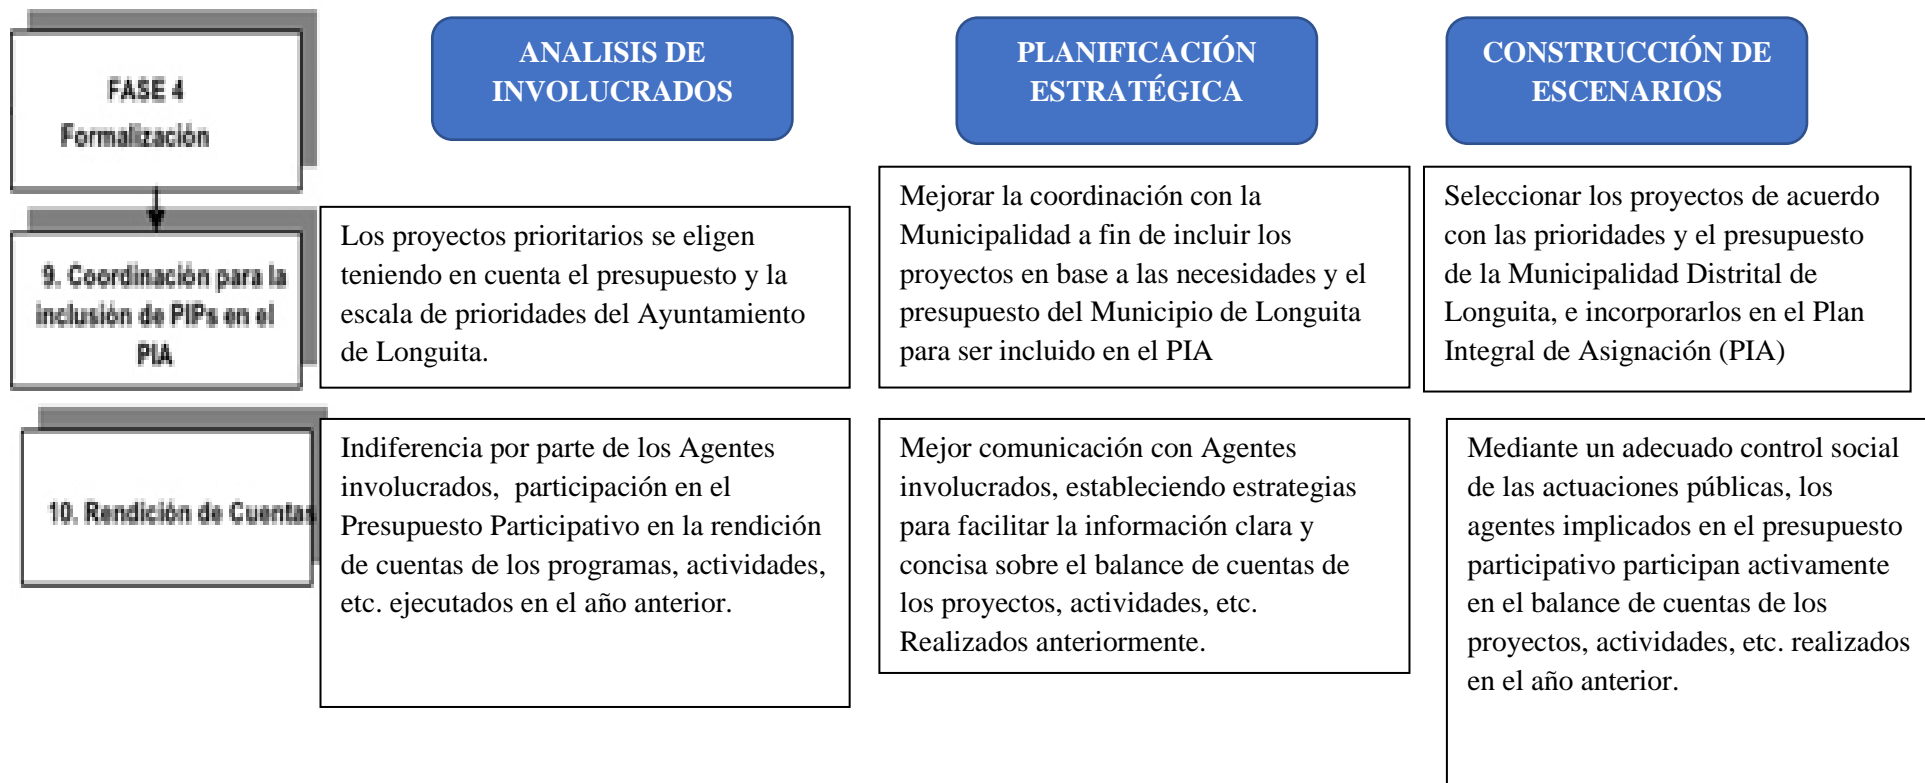 FASE 4
Formalización
ANALISIS DE
INVOLUCRADOS
PLANIFICACIÓN
ESTRATÉGICA
CONSTRUCCIÓN DE
ESCENARIOS
9. Coordinación para la
inclusión de PIPs en el
PIA
Los proyectos prioritarios se eligen
teniendo en cuenta el presupuesto y la
escala de prioridades del Ayuntamiento
de Longuita.
Mejorar la coordinación con la
Municipalidad a fin de incluir los
proyectos en base a las necesidades y el
presupuesto del Municipio de Longuita
para ser incluido en el PIA
Seleccionar los proyectos de acuerdo
con las prioridades y el presupuesto
de la Municipalidad Distrital de
Longuita, e incorporarlos en el Plan
Integral de Asignación (PIA)
10. Rendición de Cuentas
Indiferencia por parte de los Agentes
involucrados, participación en el
Presupuesto Participativo en la rendición
de cuentas de los programas, actividades,
etc. ejecutados en el año anterior.
Mejor comunicación con Agentes
involucrados, estableciendo estrategias
para facilitar la información clara y
concisa sobre el balance de cuentas de
los proyectos, actividades, etc.
Realizados anteriormente.
Mediante un adecuado control social
de las actuaciones públicas, los
agentes implicados en el presupuesto
participativo participan activamente
en el balance de cuentas de los
proyectos, actividades, etc. realizados
en el año anterior.